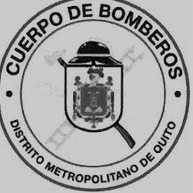 CUERPO DE BOMBEROS
DISTRITO METROPOLITANO DE QUITO